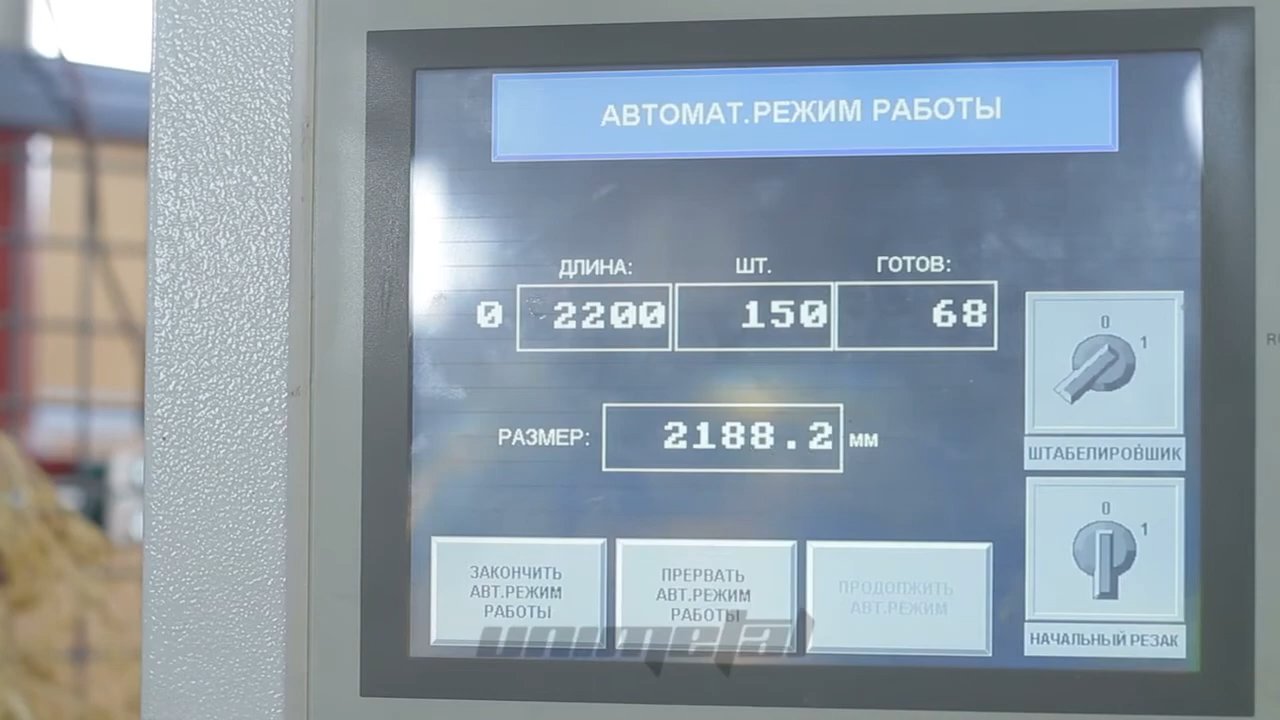 АВТОМАТ.РЕЖИМ РАБОТЫ
ДЛИНА: ШТ. ГОТОВ:
0 2200 150 68
РАЗМЕР: 2188.2 мм
0
1
ШТАБЕЛИРОВЩИК
0
1
НАЧАЛЬНЫЙ РЕЗАК
ЗАКОНЧИТЬ
АВТ.РЕЖИМ
РАБОТЫ
ПРЕРВАТЬ
АВТ.РЕЖИМ
РАБОТЫ
ПРОДОЛЖИТЬ
АВТ.РЕЖИМ
unimetal